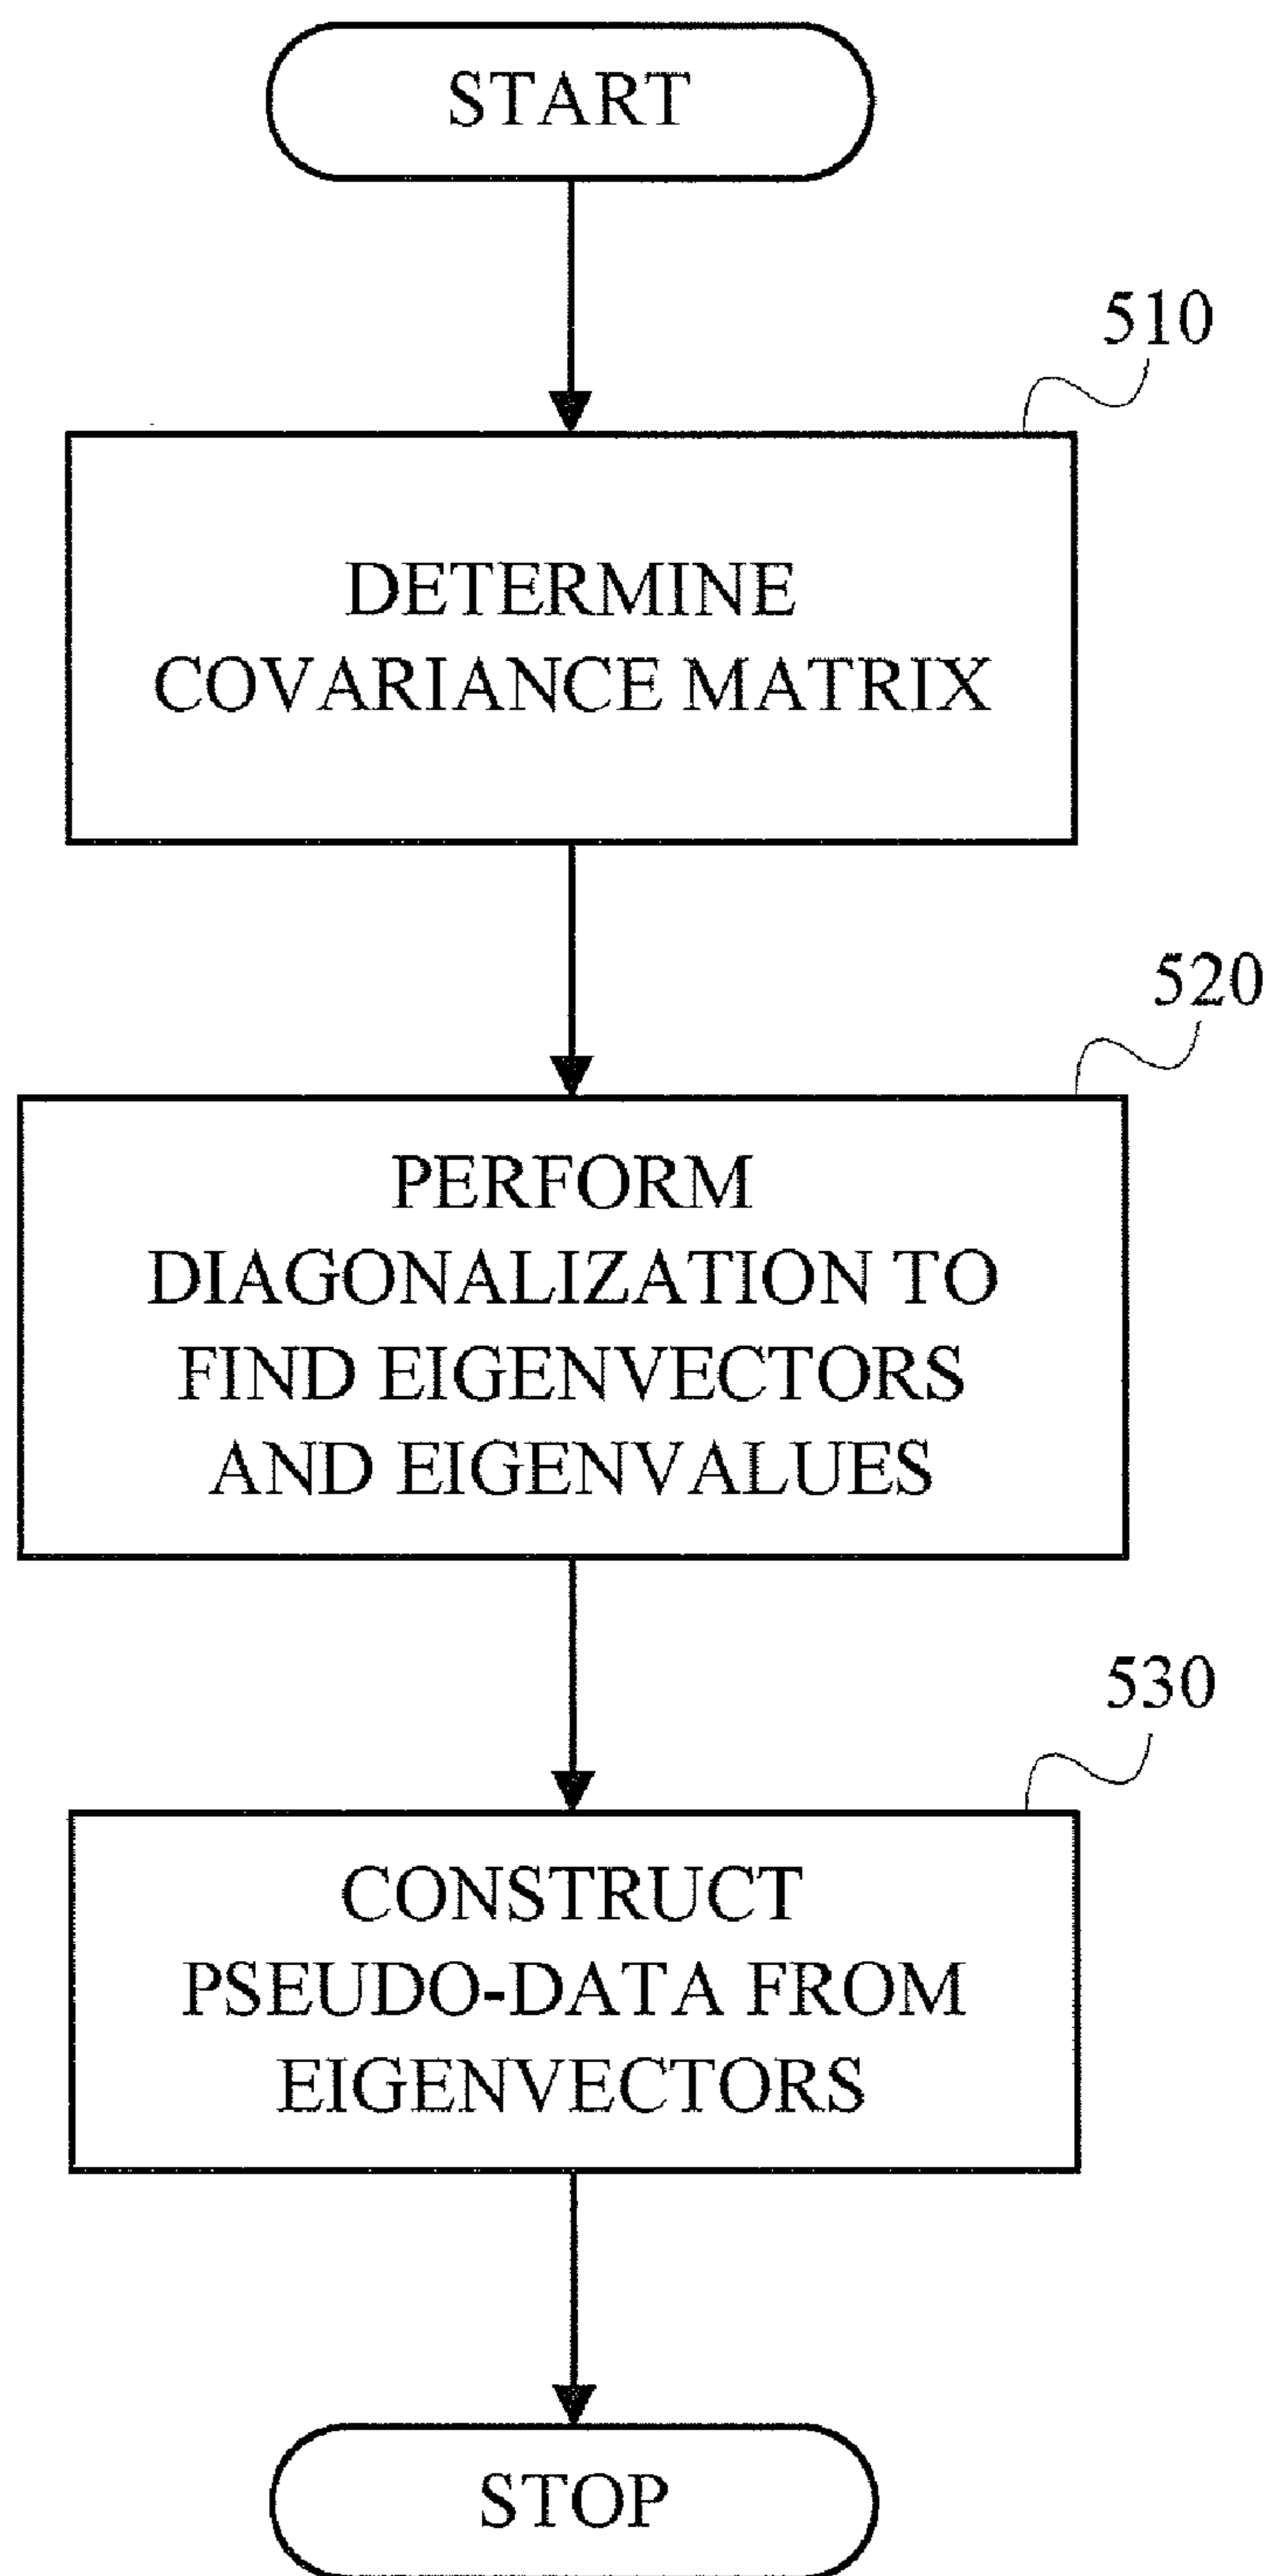 START
510
DETERMINE
COVARIANCE MATRIX
520
PERFORM
DIAGONALIZATION TO
FIND EIGENVECTORS
AND EIGENVALUES
530
CONSTRUCT
PSEUDO-DATA FROM
EIGENVECTORS
STOP